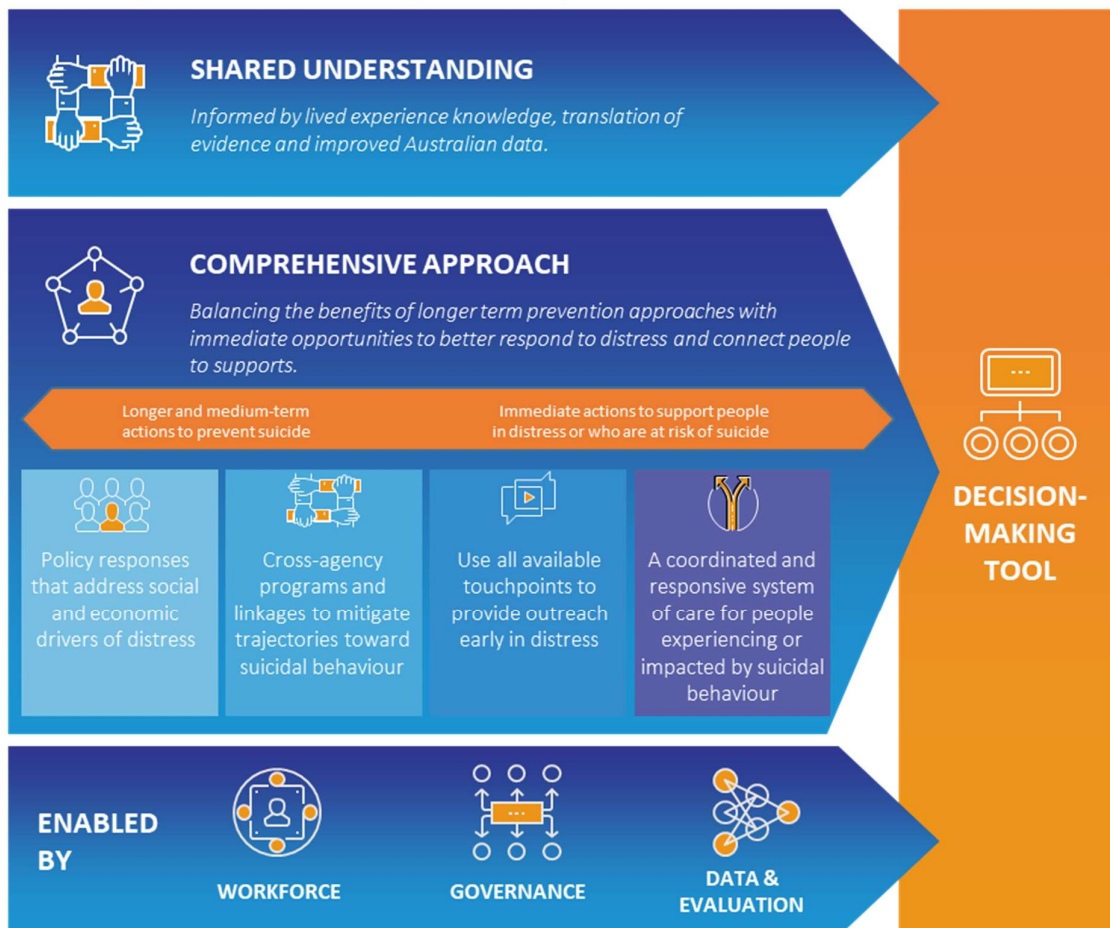 SHARED UNDERSTANDING
Informed by lived experience knowledge, translation of
evidence and improved Australian data.
COMPREHENSIVE APPROACH
Balancing the benefits of longer term prevention approaches with
immediate opportunities to better respond to distress and connect people
to supports.
Longer and medium-term
actions to prevent suicide
Immediate actions to support people
in distress or who are at risk of suicide
Policy responses
that address social
and economic
drivers of distress
Cross-agency
programs and
linkages to mitigate
trajectories toward
suicidal behaviour
Use all available
touchpoints to
provide outreach
early in distress
A coordinated and
responsive system
of care for people
experiencing or
impacted by suicidal
behaviour
ENABLED
BY
WORKFORCE
GOVERNANCE
DATA &
EVALUATION
DECISION-
MAKING
TOOL